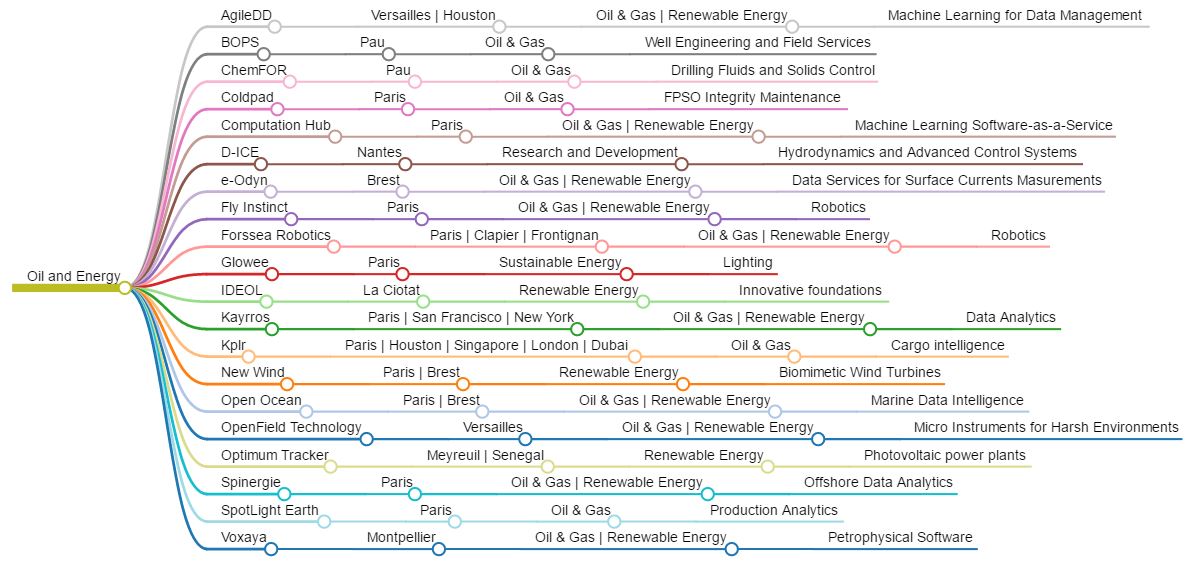 AgileDD Versailles | Houston Oil & Gas | Renewable Energy Machine Learning for Data Management
BOPS Pau Oil & Gas Well Engineering and Field Services
ChemFOR Pau Oil & Gas Drilling Fluids and Solids Control
Coldpad Paris Oil & Gas FPSO Integrity Maintenance
Computation Hub Paris Oil & Gas | Renewable Energy Machine Learning Software-as-a-Service
D-ICE Nantes Research and Development Hydrodynamics and Advanced Control Systems
e-Odyn Brest Oil & Gas | Renewable Energy Data Services for Surface Currents Masurements
Fly Instinct Paris Oil & Gas | Renewable Energy Robotics
Forssea Robotics Paris | Clapier | Frontignan Oil & Gas | Renewable Energy Robotics
Glowee Paris Sustainable Energy Lighting
Oil and Energy
IDEOL La Ciotat Renewable Energy Innovative foundations
Kayrros Paris | San Francisco | New York Oil & Gas | Renewable Energy Data Analytics
Kplr Paris | Houston | Singapore | London | Dubai Oil & Gas Cargo intelligence
New Wind Paris | Brest Renewable Energy Biomimetic Wind Turbines
Open Ocean Paris | Brest Oil & Gas | Renewable Energy Marine Data Intelligence
OpenField Technology Versailles Oil & Gas | Renewable Energy Micro Instruments for Harsh Environments
Optimum Tracker Meyreuil | Senegal Renewable Energy Photovoltaic power plants
Spinergie Paris Oil & Gas | Renewable Energy Offshore Data Analytics
SpotLight Earth Paris Oil & Gas Production Analytics
Voxaya Montpellier Oil & Gas | Renewable Energy Petrophysical Software